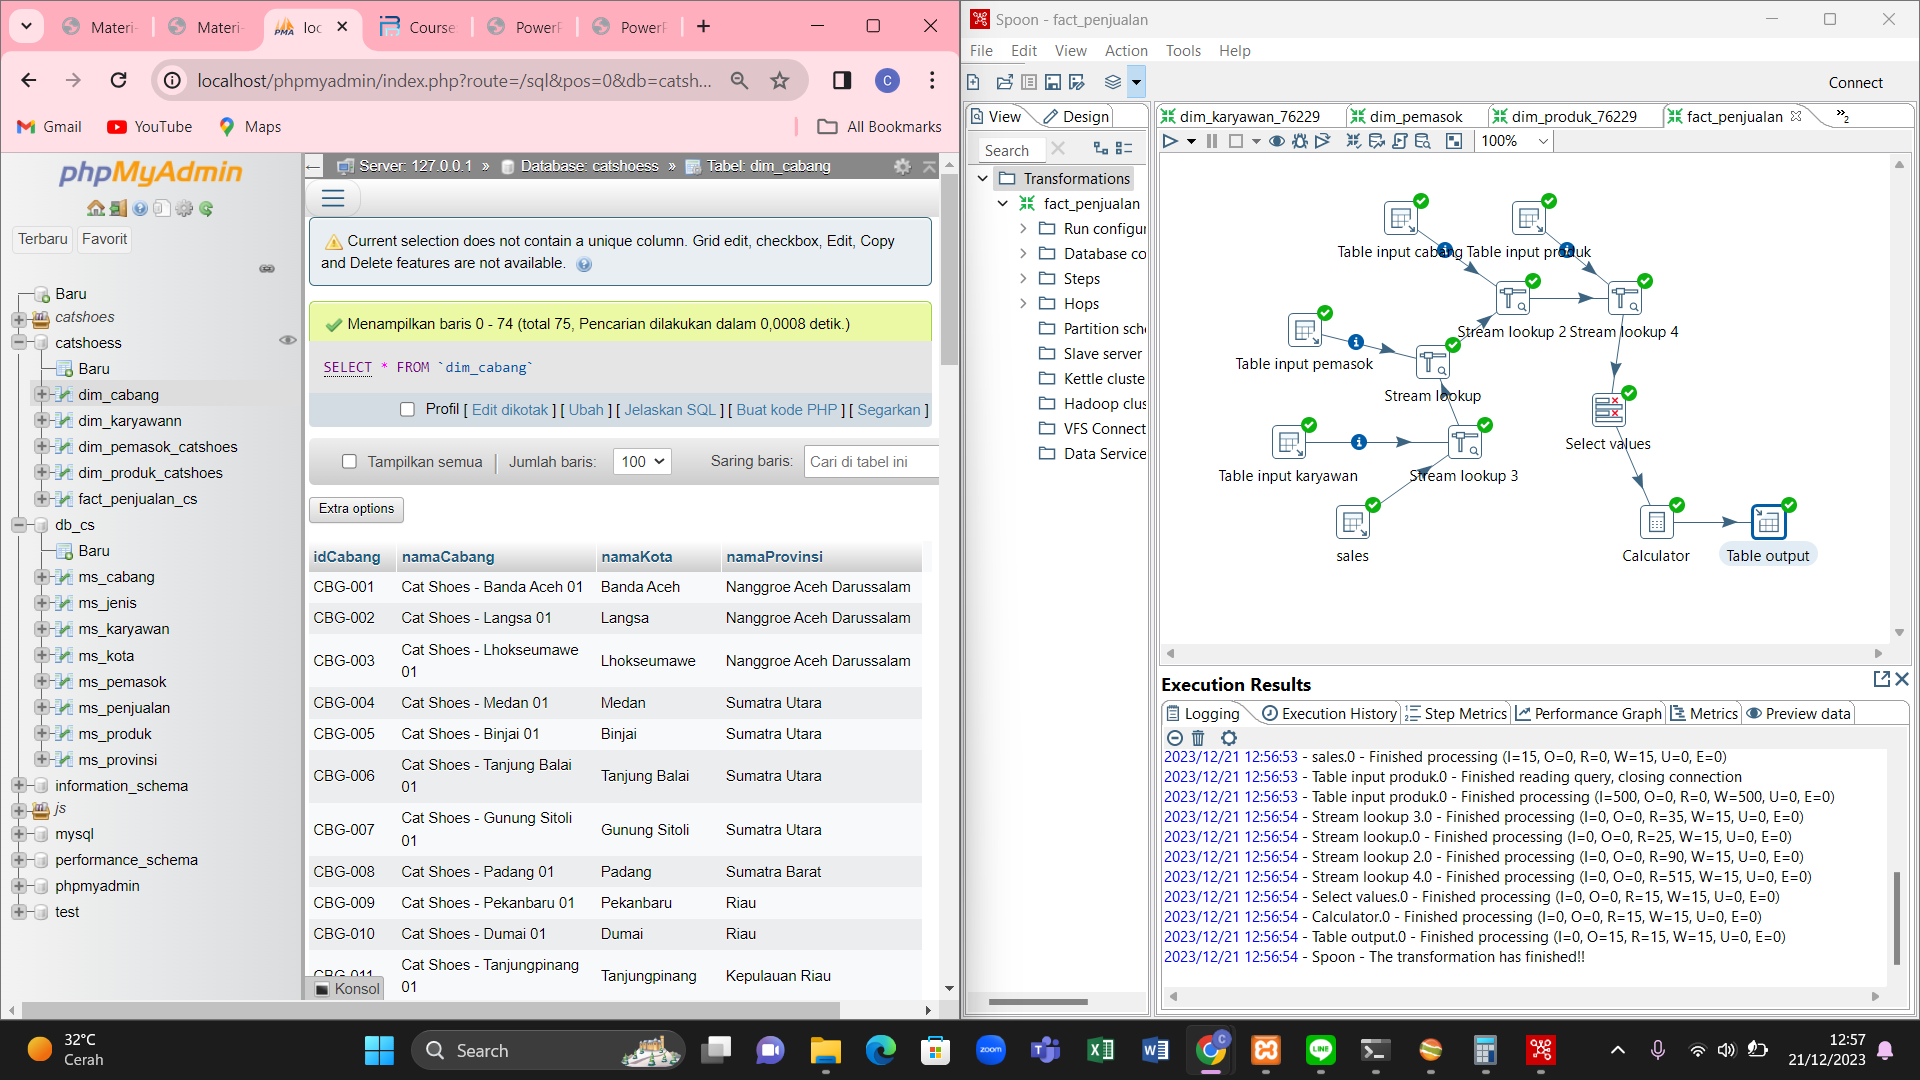 Materi-
Materi-
loc
Course
PowerP
PowerP
localhost/phpmyadmin/index.php?route=/sql&pos=0&db=catsh...
C
Gmail
YouTube
Maps
All Bookmarks
phpMyAdmin
Terbaru
Favorit
Baru
catshoes
catshoess
Baru
dim_cabang
dim_karyawann
dim_pemasok_catshoes
dim_produk_catshoes
fact_penjualan_cs
db_cs
Baru
ms_cabang
ms_jenis
ms_karyawan
ms_kota
ms_pemasok
ms_penjualan
ms_produk
ms_provinsi
information_schema
js
mysql
performance_schema
phpmyadmin
test
Server: 127.0.0.1 » Database: catshoess » Tabel: dim_cabang
Current selection does not contain a unique column. Grid edit, checkbox, Edit, Copy
and Delete features are not available.
Menampilkan baris 0 - 74 (total 75, Pencarian dilakukan dalam 0,0008 detik.)
SELECT * FROM `dim_cabang`
Profil [ Edit dikotak ] [ Ubah ] [ Jelaskan SQL ] [ Buat kode PHP ] [ Segarkan ]
Tampilkan semua | Jumlah baris: 100 Saring baris: Cari di tabel ini
Extra options
idCabang namaCabang namaKota namaProvinsi
CBG-001 Cat Shoes - Banda Aceh 01 Banda Aceh Nanggroe Aceh Darussalam
CBG-002 Cat Shoes - Langsa 01 Langsa Nanggroe Aceh Darussalam
CBG-003 Cat Shoes - Lhokseumawe 01 Lhokseumawe Nanggroe Aceh Darussalam
CBG-004 Cat Shoes - Medan 01 Medan Sumatra Utara
CBG-005 Cat Shoes - Binjai 01 Binjai Sumatra Utara
CBG-006 Cat Shoes - Tanjung Balai 01 Tanjung Balai Sumatra Utara
CBG-007 Cat Shoes - Gunung Sitoli 01 Gunung Sitoli Sumatra Utara
CBG-008 Cat Shoes - Padang 01 Padang Sumatra Barat
CBG-009 Cat Shoes - Pekanbaru 01 Pekanbaru Riau
CBG-010 Cat Shoes - Dumai 01 Dumai Riau
CBG-011 Cat Shoes - Tanjungpinang 01 Tanjungpinang Kepulauan Riau
Konsol
Spoon - fact_penjualan
File Edit View Action Tools Help
Connect
View
Design
Search
Transformations
fact_penjualan
Run configur
Database co
Steps
Hops
Partition sch
Slave server
Kettle cluste
Hadoop clus
VFS Connect
Data Service
dim_karyawan_76229
dim_pemasok
dim_produk_76229
fact_penjualan
»2
100%
Table input cabang
Table input produk
Stream lookup 2
Stream lookup 4
Table input pemasok
Stream lookup
Select values
Table input karyawan
Stream lookup 3
sales
Calculator
Table output
Execution Results
Logging
Execution History
Step Metrics
Performance Graph
Metrics
Preview data
2023/12/21 12:56:53 - sales.0 - Finished processing (I=15, O=0, R=0, W=15, U=0, E=0)
2023/12/21 12:56:53 - Table input produk.0 - Finished reading query, closing connection
2023/12/21 12:56:53 - Table input produk.0 - Finished processing (I=500, O=0, R=0, W=500, U=0, E=0)
2023/12/21 12:56:54 - Stream lookup 3.0 - Finished processing (I=0, O=0, R=35, W=15, U=0, E=0)
2023/12/21 12:56:54 - Stream lookup.0 - Finished processing (I=0, O=0, R=25, W=15, U=0, E=0)
2023/12/21 12:56:54 - Stream lookup 2.0 - Finished processing (I=0, O=0, R=90, W=15, U=0, E=0)
2023/12/21 12:56:54 - Stream lookup 4.0 - Finished processing (I=0, O=0, R=515, W=15, U=0, E=0)
2023/12/21 12:56:54 - Select values.0 - Finished processing (I=0, O=0, R=15, W=15, U=0, E=0)
2023/12/21 12:56:54 - Calculator.0 - Finished processing (I=0, O=0, R=15, W=15, U=0, E=0)
2023/12/21 12:56:54 - Table output.0 - Finished processing (I=0, O=15, R=15, W=15, U=0, E=0)
2023/12/21 12:56:54 - Spoon - The transformation has finished!!
32°C
Cerah
Search
zoom
LINE
12:57
21/12/2023